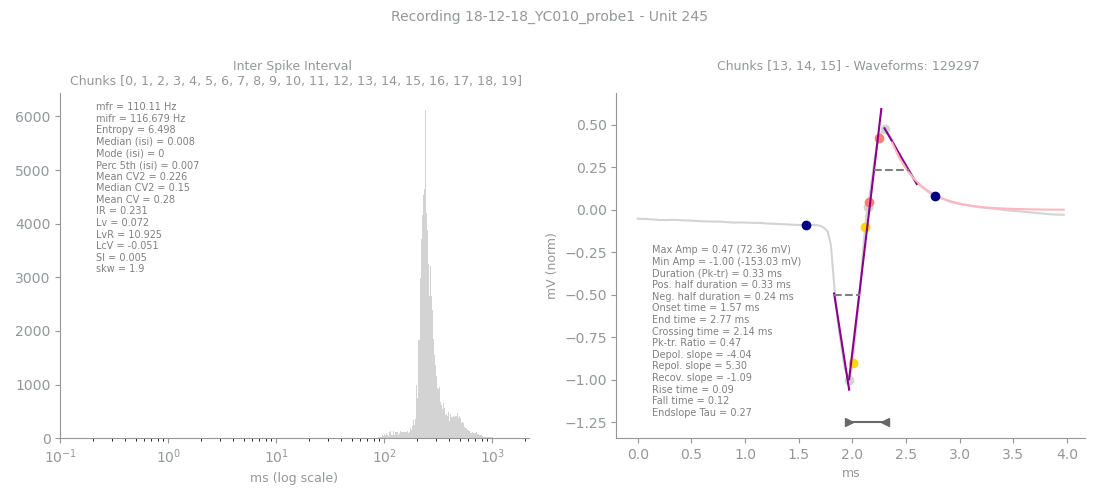 Recording 18-12-18_YC010_probe1 - Unit 245
Inter Spike Interval
Chunks [0, 1, 2, 3, 4, 5, 6, 7, 8, 9, 10, 11, 12, 13, 14, 15, 16, 17, 18, 19]
mfr = 110.11 Hz
mifr = 116.679 Hz
Entropy = 6.498
Median (isi) = 0.008
Mode (isi) = 0
Perc 5th (isi) = 0.007
Mean CV2 = 0.226
Median CV2 = 0.15
Mean CV = 0.28
IR = 0.231
Lv = 0.072
LvR = 10.925
LcV = -0.051
SI = 0.005
skw = 1.9
6000
5000
4000
3000
2000
1000
0
10⁻¹ 10⁰ 10¹ 10² 10³
ms (log scale)
Chunks [13, 14, 15] - Waveforms: 129297
mV (norm)
0.50
0.25
0.00
−0.25
−0.50
−0.75
−1.00
−1.25
Max Amp = 0.47 (72.36 mV)
Min Amp = -1.00 (-153.03 mV)
Duration (Pk-tr) = 0.33 ms
Pos. half duration = 0.33 ms
Neg. half duration = 0.24 ms
Onset time = 1.57 ms
End time = 2.77 ms
Crossing time = 2.14 ms
Pk-tr. Ratio = 0.47
Depol. slope = -4.04
Repol. slope = 5.30
Recov. slope = -1.09
Rise time = 0.09
Fall time = 0.12
Endslope Tau = 0.27
0.0 0.5 1.0 1.5 2.0 2.5 3.0 3.5 4.0
ms